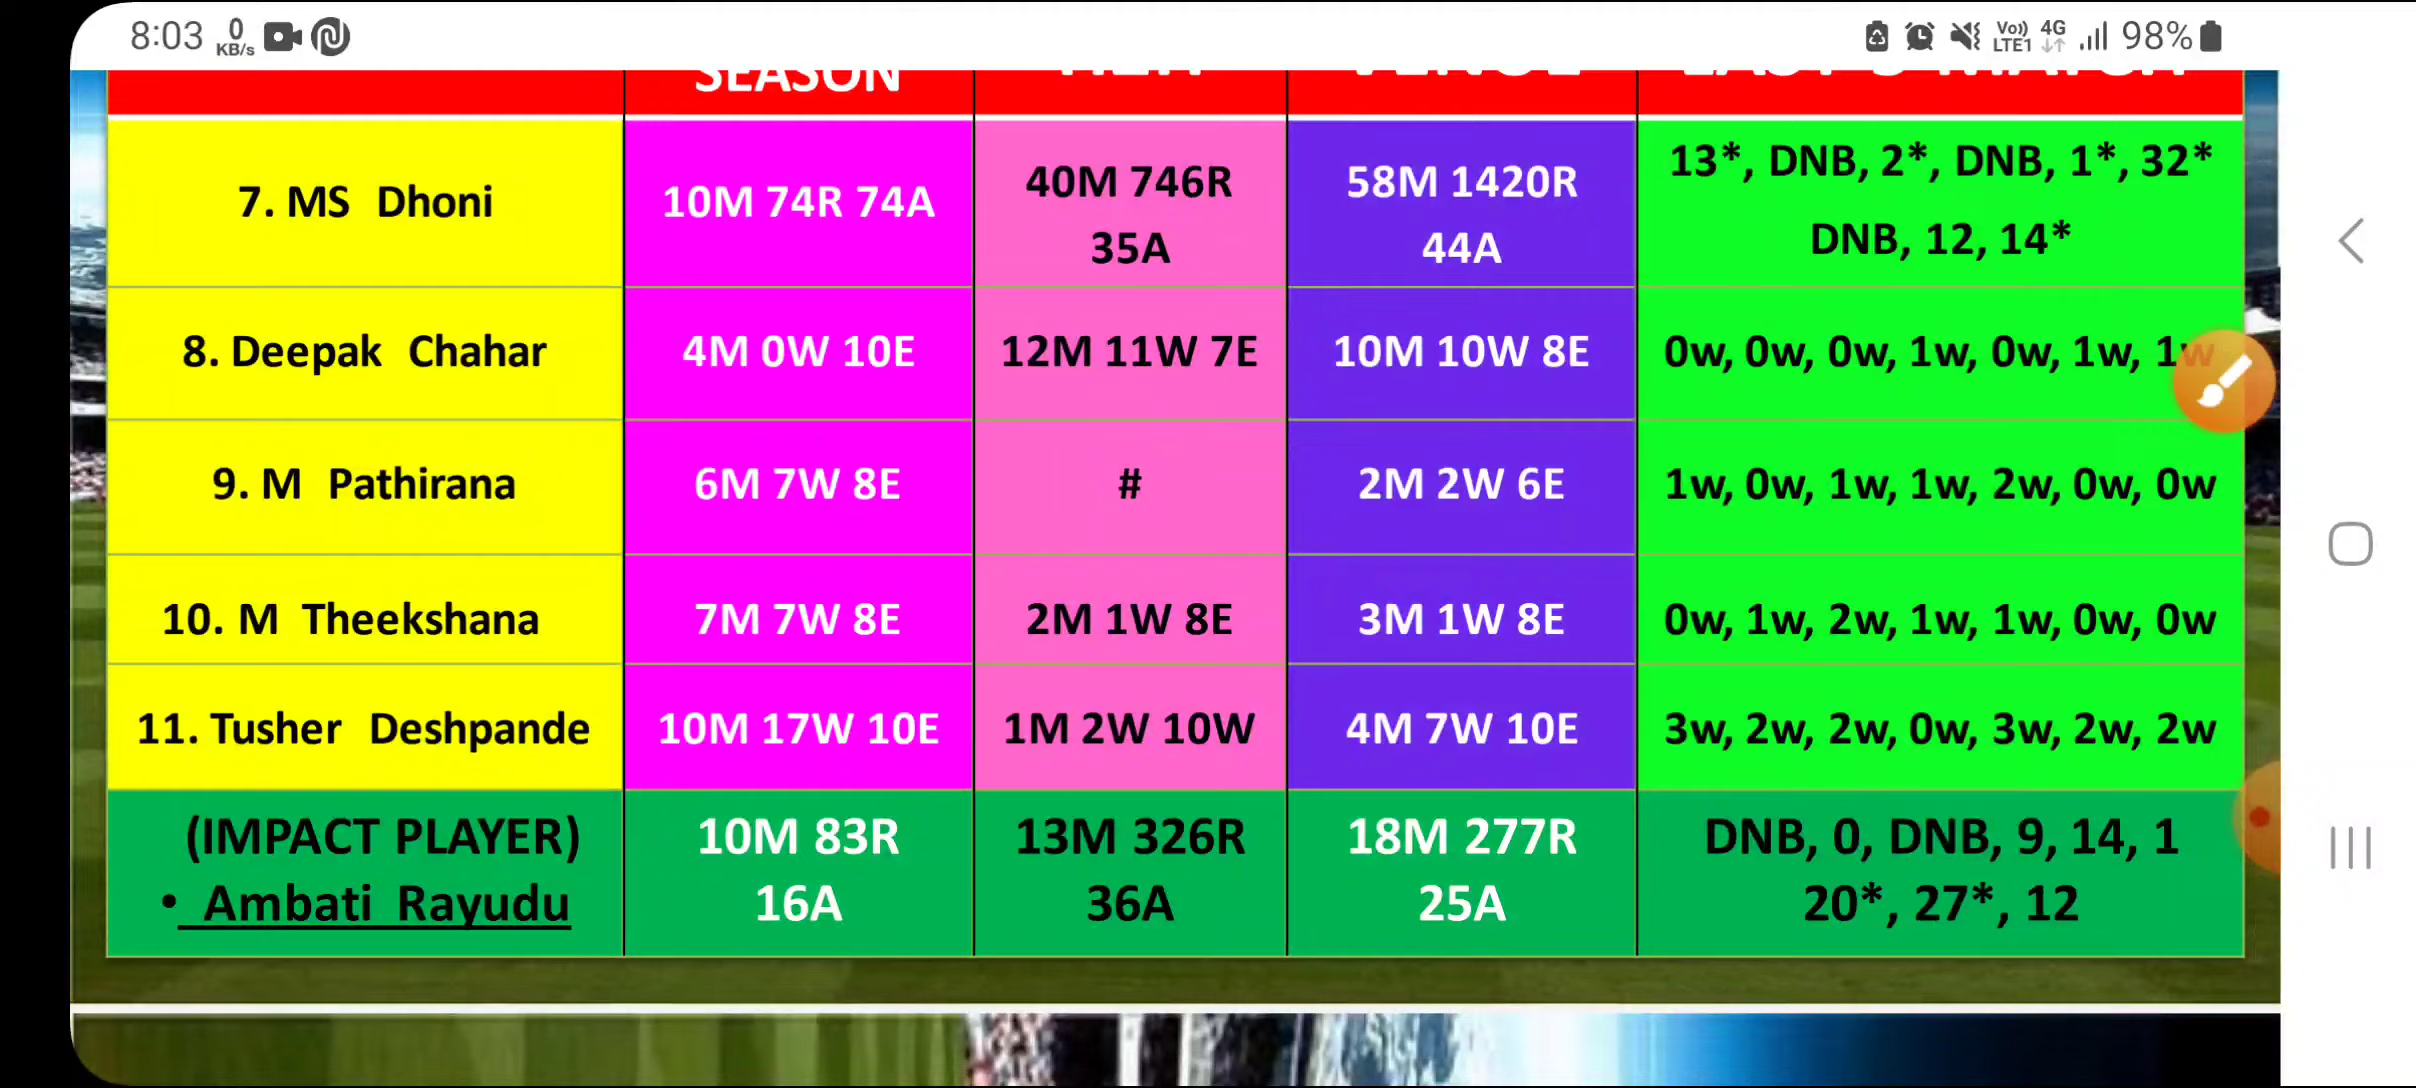 8:03 0 KB/s Vo)) LTE1 4G 98%
SEASON
7. MS Dhoni 10M 74R 74A 40M 746R 35A 58M 1420R 44A 13*, DNB, 2*, DNB, 1*, 32* DNB, 12, 14*
8. Deepak Chahar 4M 0W 10E 12M 11W 7E 10M 10W 8E 0w, 0w, 0w, 1w, 0w, 1w, 1w
9. M Pathirana 6M 7W 8E # 2M 2W 6E 1w, 0w, 1w, 1w, 2w, 0w, 0w
10. M Theekshana 7M 7W 8E 2M 1W 8E 3M 1W 8E 0w, 1w, 2w, 1w, 1w, 0w, 0w
11. Tusher Deshpande 10M 17W 10E 1M 2W 10W 4M 7W 10E 3w, 2w, 2w, 0w, 3w, 2w, 2w
(IMPACT PLAYER) 10M 83R 13M 326R 18M 277R DNB, 0, DNB, 9, 14, 1
• Ambati Rayudu 16A 36A 25A 20*, 27*, 12